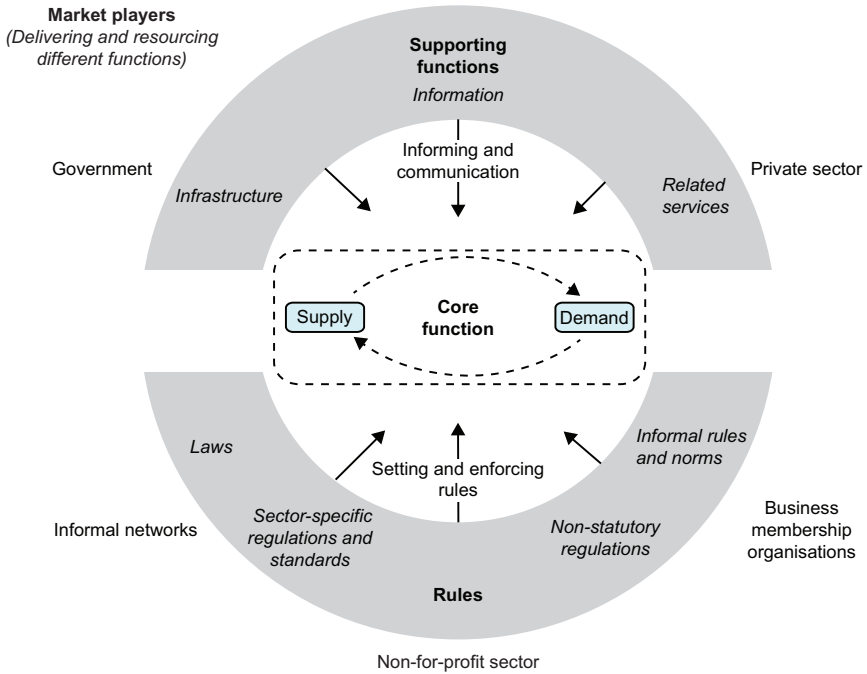 Market players
(Delivering and resourcing
different functions)
Supporting
functions
Information
Informing and
communication
Government
Infrastructure
Related
services
Private sector
Supply
Core
function
Demand
Laws
Informal rules
and norms
Setting and enforcing
rules
Informal networks
Sector-specific
regulations and
standards
Non-statutory
regulations
Business
membership
organisations
Rules
Non-for-profit sector